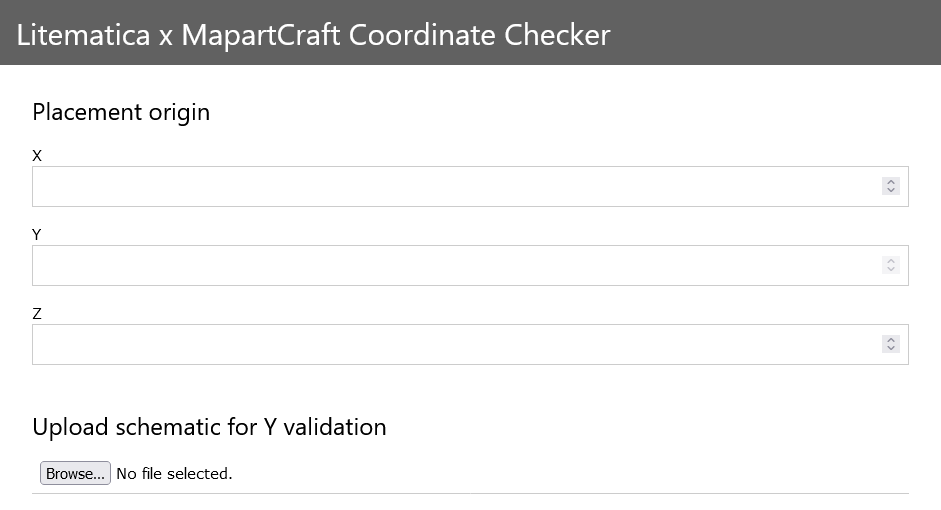 Litematica x MapartCraft Coordinate Checker
Placement origin
X
Y
Z
Upload schematic for Y validation
Browse... No file selected.